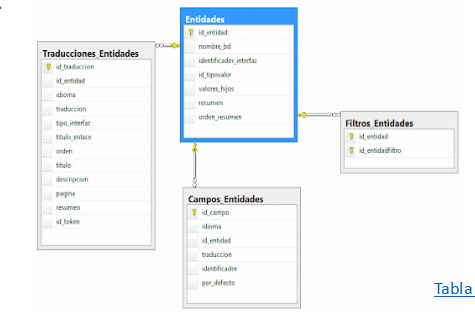 Entidades
id_entidad
nombre_bd
identificador_interfaz
id_tipovalor
valores_hijos
resumen
orden_resumen
Traducciones_Entidades
id_traduccion
id_entidad
idioma
traduccion
tipo_interfaz
titulo_enlace
orden
titulo
descripcion
pagina
resumen
id_token
Filtros_Entidades
id_entidad
id_entidadfiltro
Campos_Entidades
id_campo
idioma
id_entidad
traduccion
identificador
por_defecto
Tabla